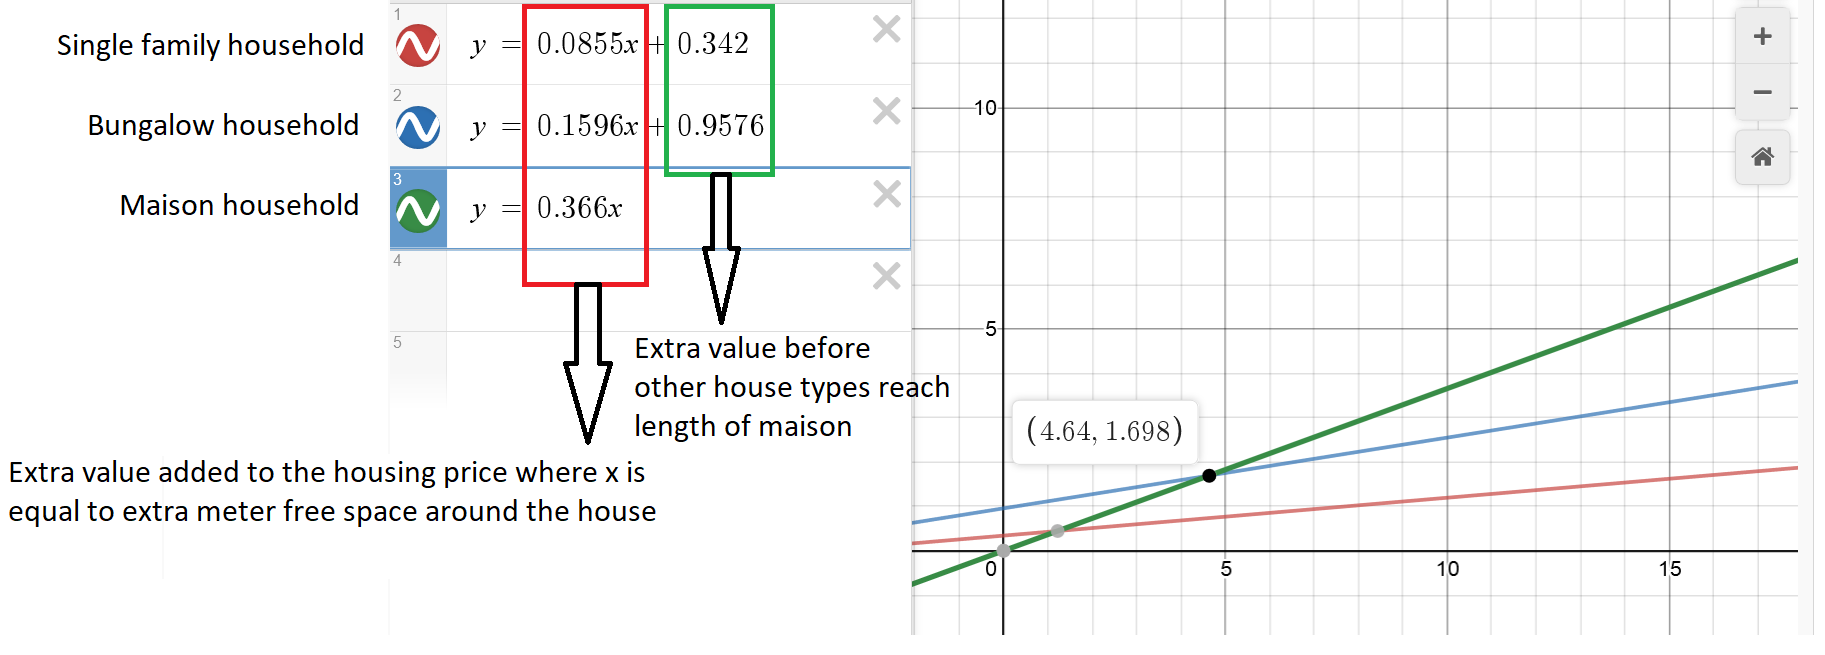 1
Single family household
y = 0.0855x + 0.342
2
Bungalow household
y = 0.1596x + 0.9576
3
Maison household
y = 0.366x
4
5
Extra value before
other house types reach
length of maison
Extra value added to the housing price where x is
equal to extra meter free space around the house
10
5
(4.64, 1.698)
0
5
10
15
+
−